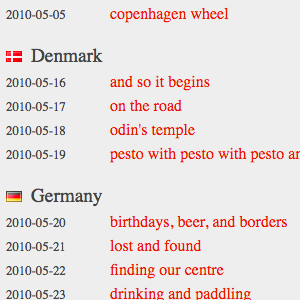 2010-05-05 copenhagen wheel
Denmark
2010-05-16 and so it begins
2010-05-17 on the road
2010-05-18 odin's temple
2010-05-19 pesto with pesto with pesto
Germany
2010-05-20 birthdays, beer, and borders
2010-05-21 lost and found
2010-05-22 finding our centre
2010-05-23 drinking and paddling